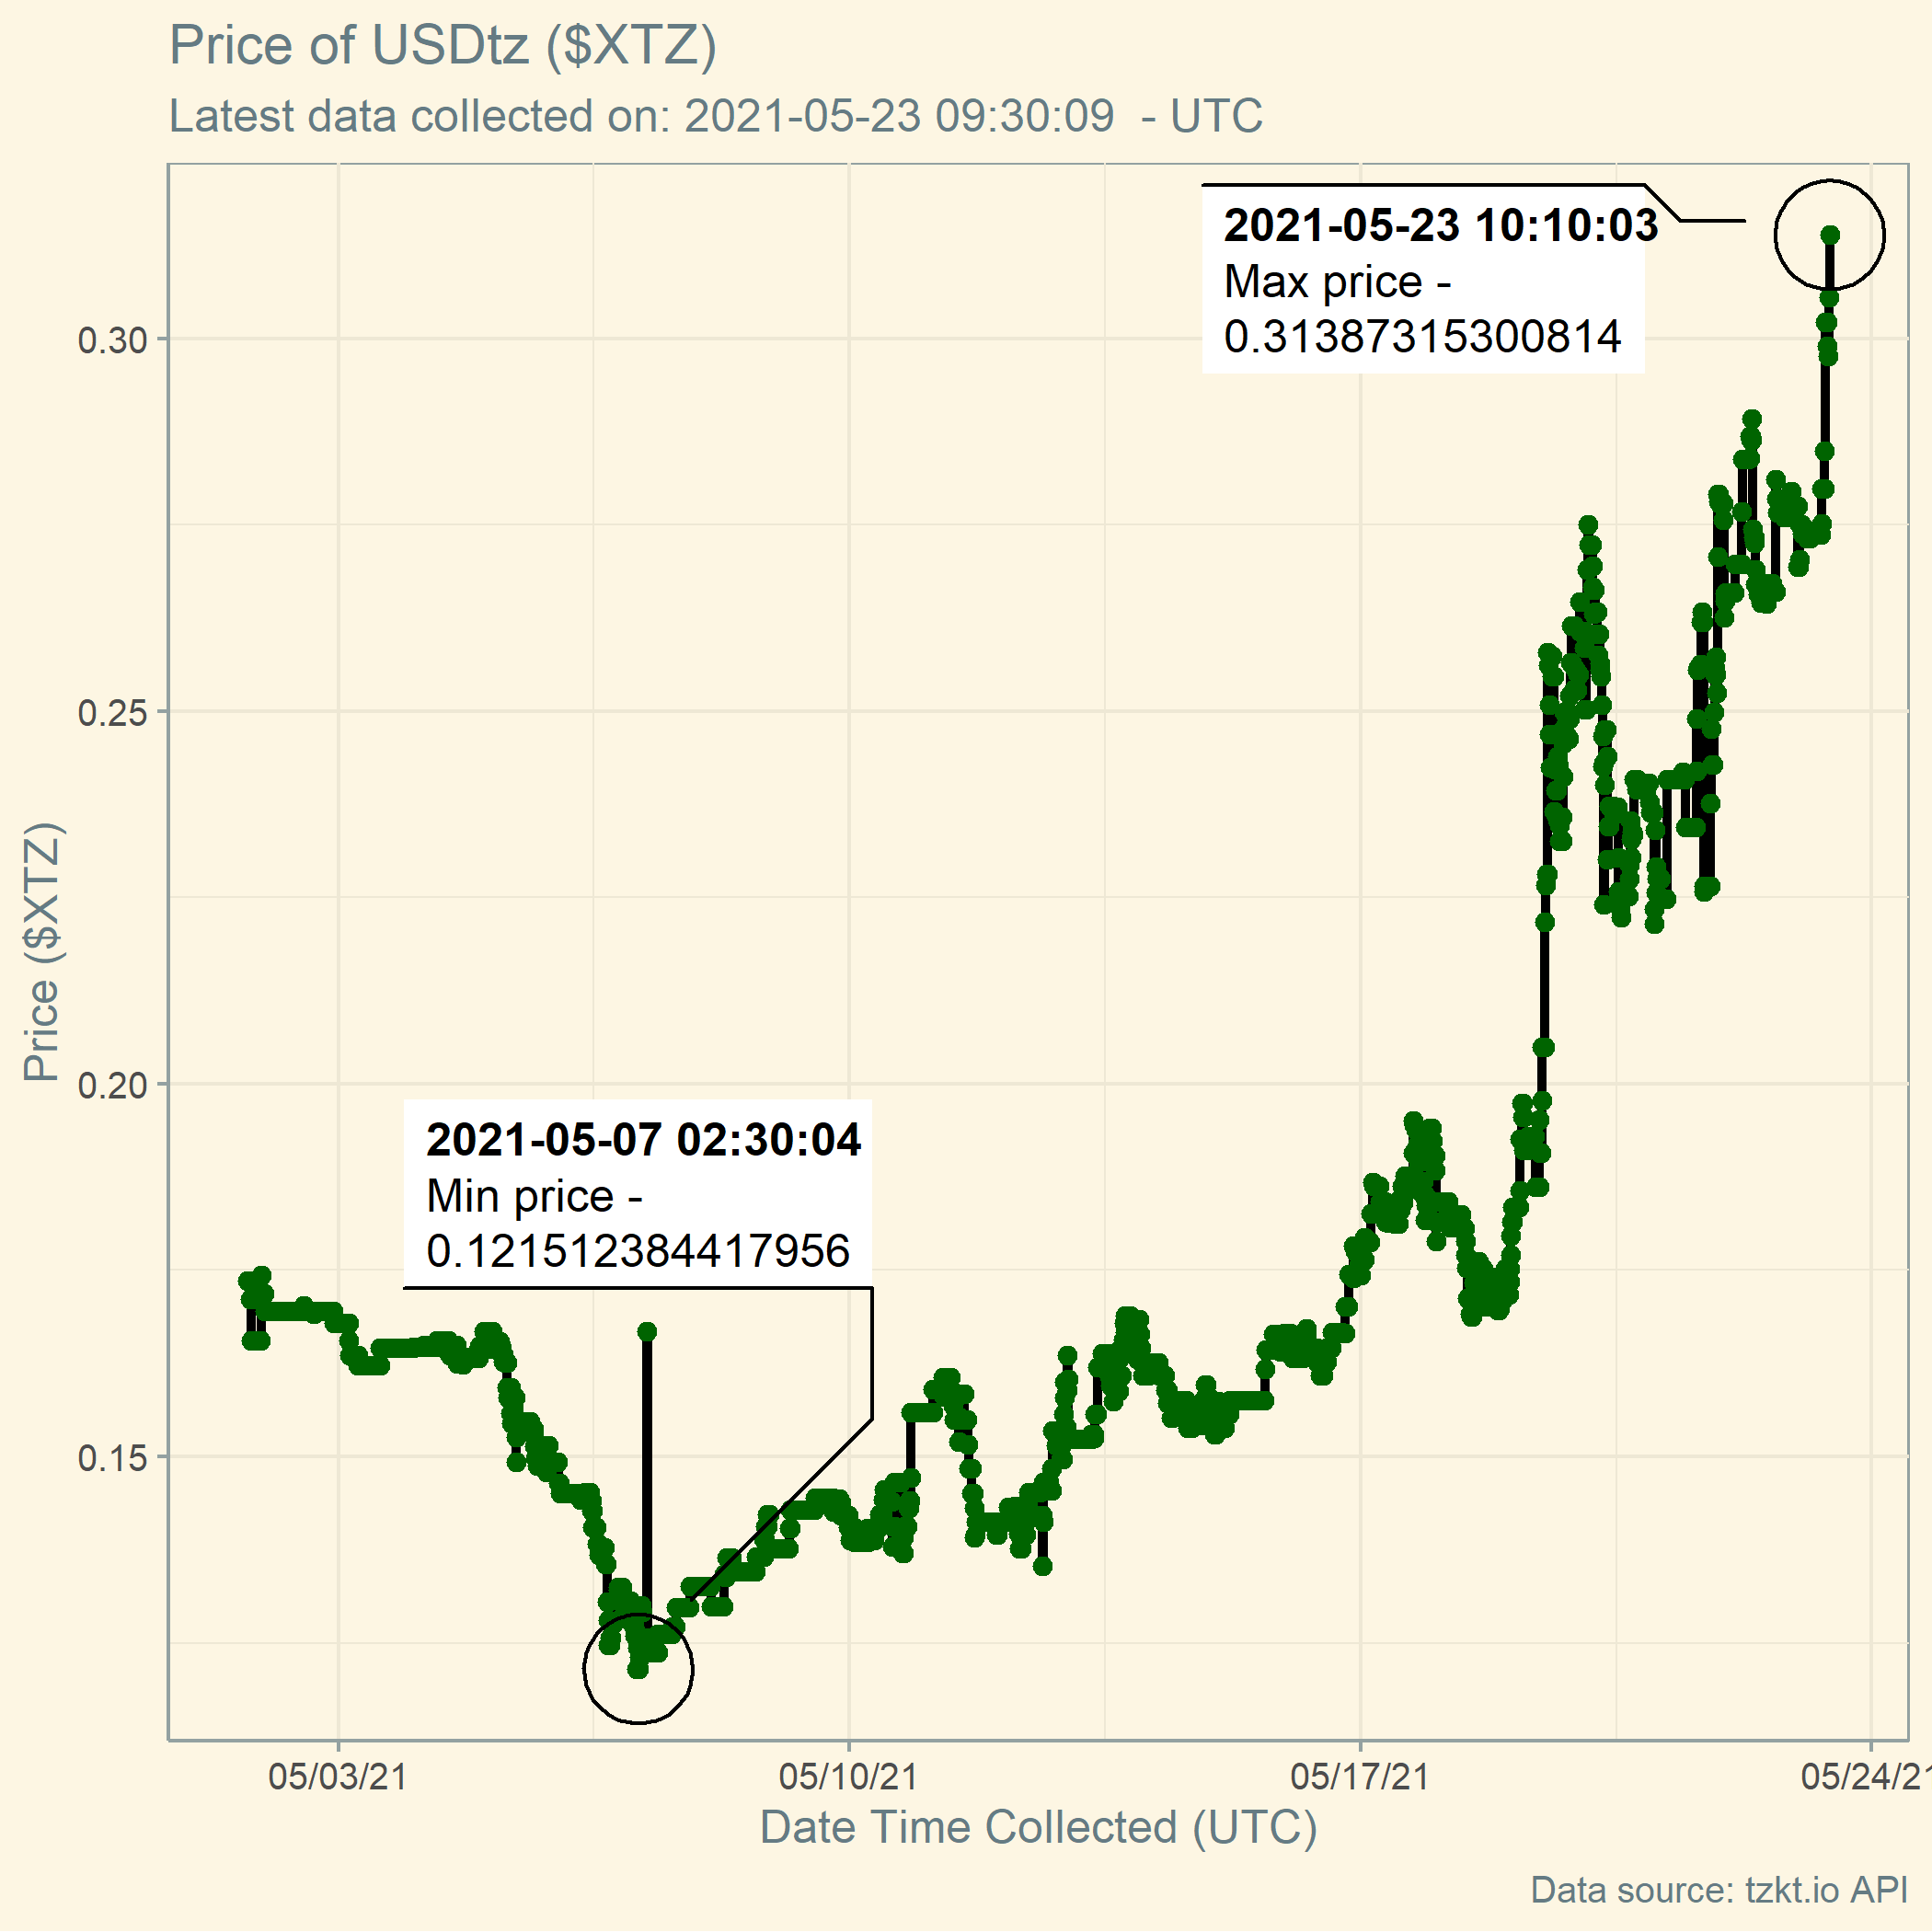 Price of USDtz ($XTZ)
Latest data collected on: 2021-05-23 09:30:09  - UTC
2021-05-23 10:10:03
Max price -
0.31387315300814
0.30
0.25
0.20
0.15
Price ($XTZ)
2021-05-07 02:30:04
Min price -
0.121512384417956
05/03/21
05/10/21
05/17/21
05/24/21
Date Time Collected (UTC)
Data source: tzkt.io API